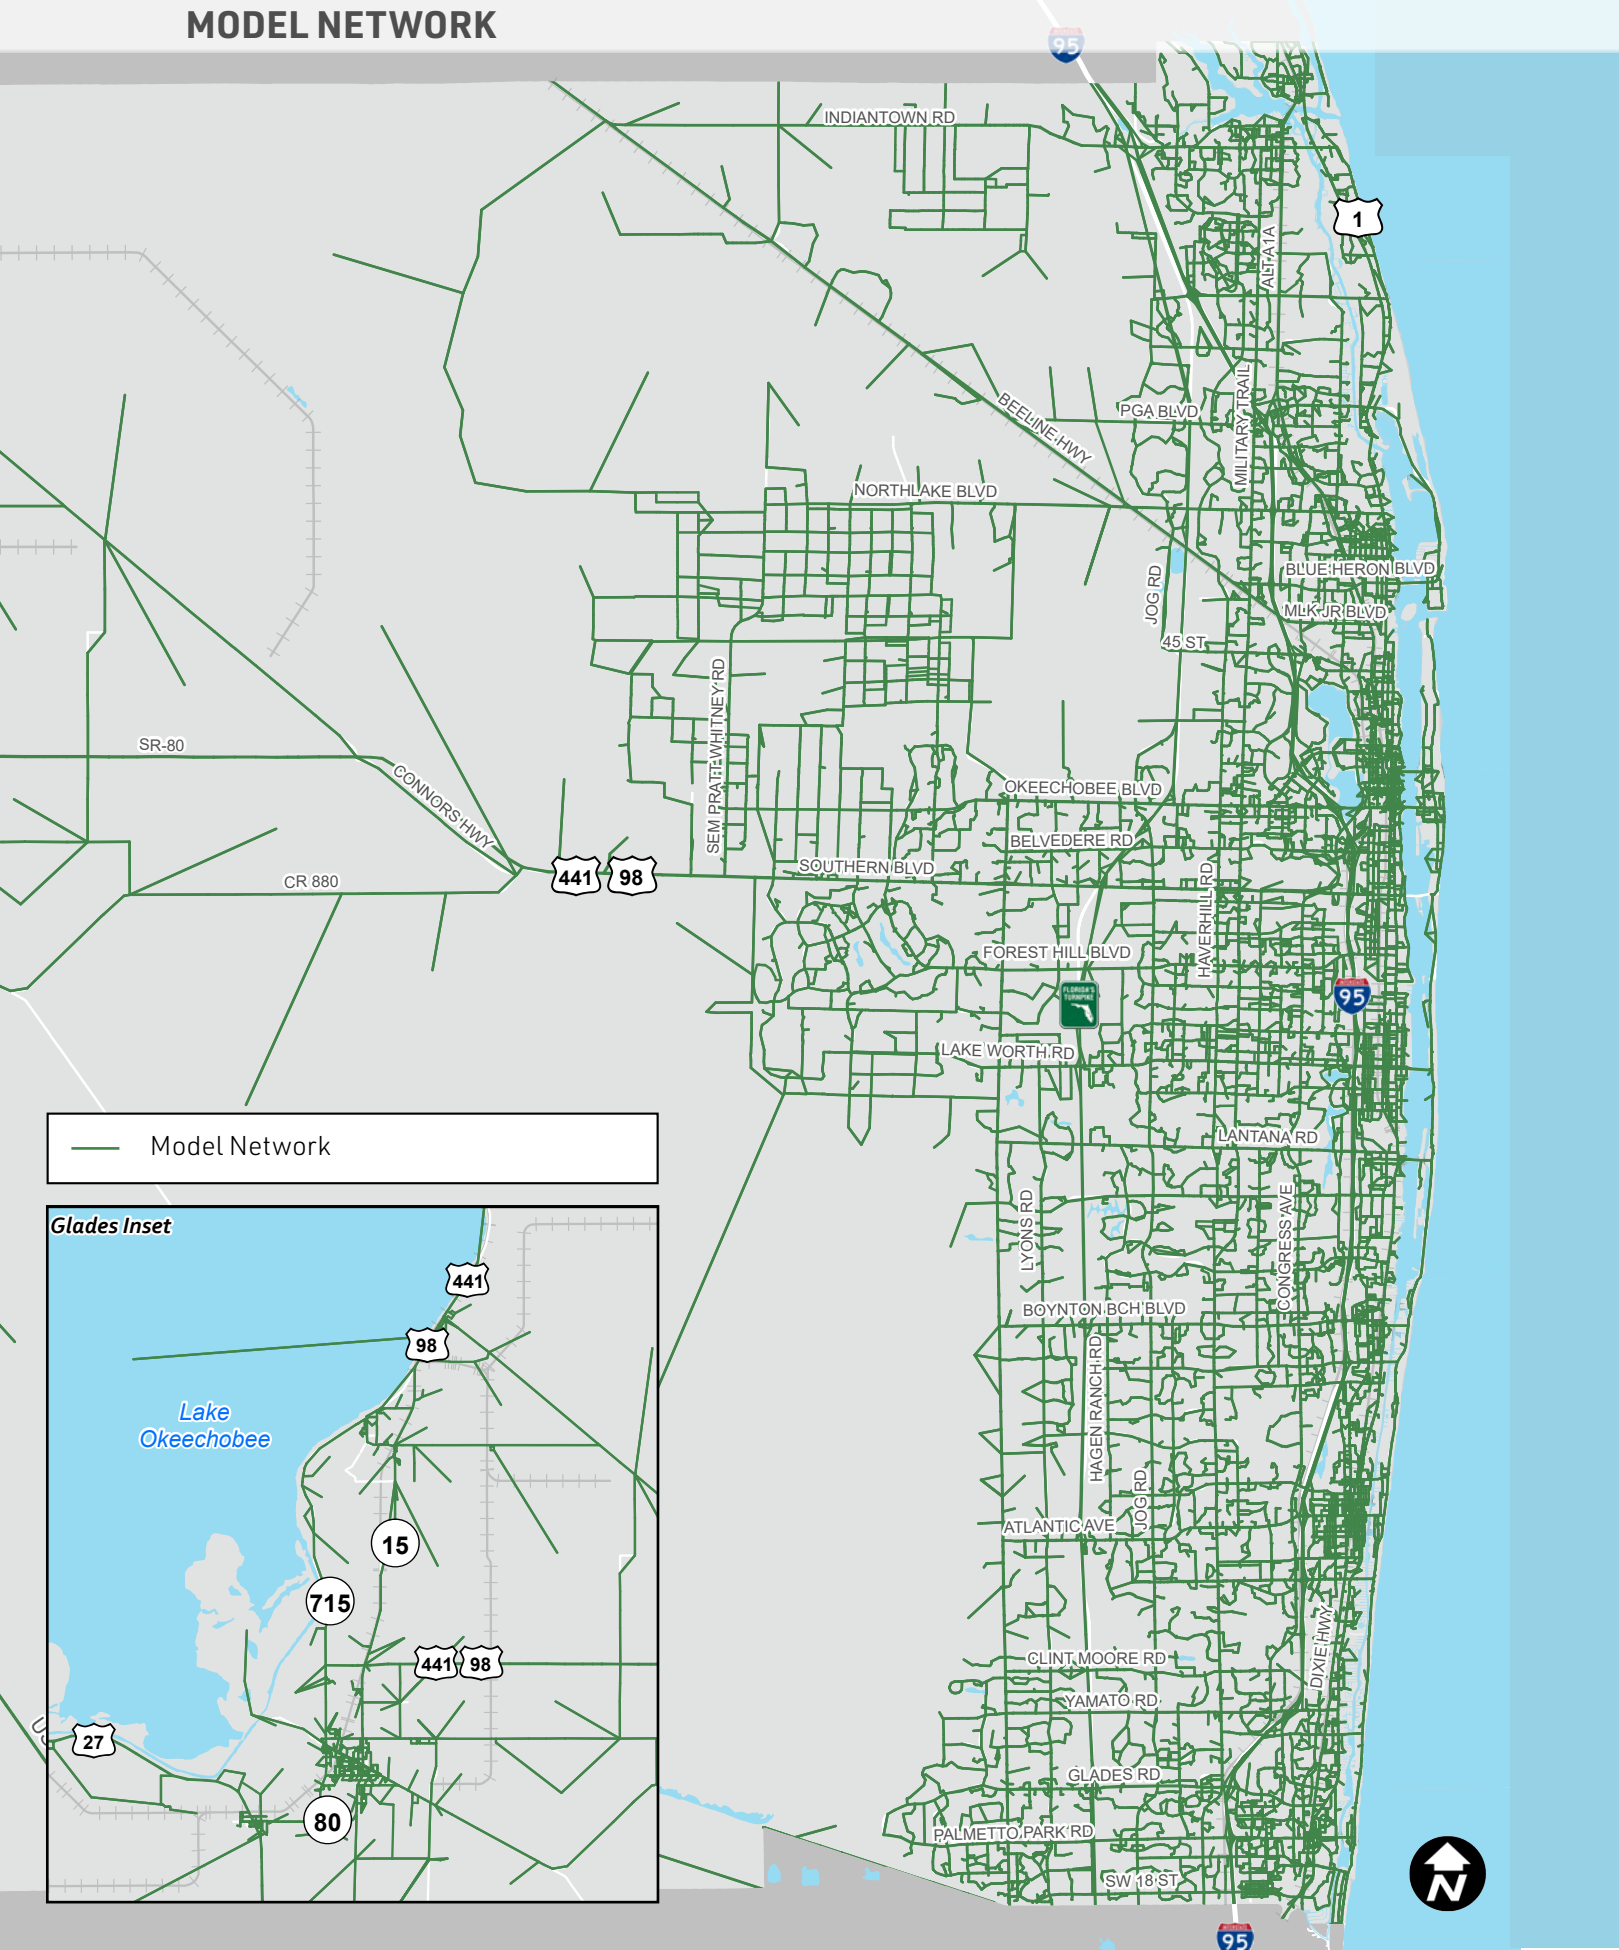 MODEL NETWORK
95
INDIANTOWN RD
1
ALT A1A
MILITARY TRAIL
PGA BLVD
BEELINE HWY
NORTHLAKE BLVD
BLUE HERON BLVD
JOG RD
MLK JR BLVD
45 ST
SEM PRATT WHITNEY RD
SR-80
CONNORS HWY
OKEECHOBEE BLVD
BELVEDERE RD
SOUTHERN BLVD
441
98
CR 880
HAVERHILL RD
FOREST HILL BLVD
FLORIDA'S
TURNPIKE
INTERSTATE
95
LAKE WORTH RD
LANTANA RD
Model Network
LYONS RD
CONGRESS AVE
Glades Inset
441
98
BOYNTON BCH BLVD
HAGEN RANCH RD
Lake
Okeechobee
JOG RD
ATLANTIC AVE
15
715
DIXIE HWY
441
98
CLINT MOORE RD
YAMATO RD
27
GLADES RD
80
PALMETTO PARK RD
SW 18 ST
N
INTERSTATE
95